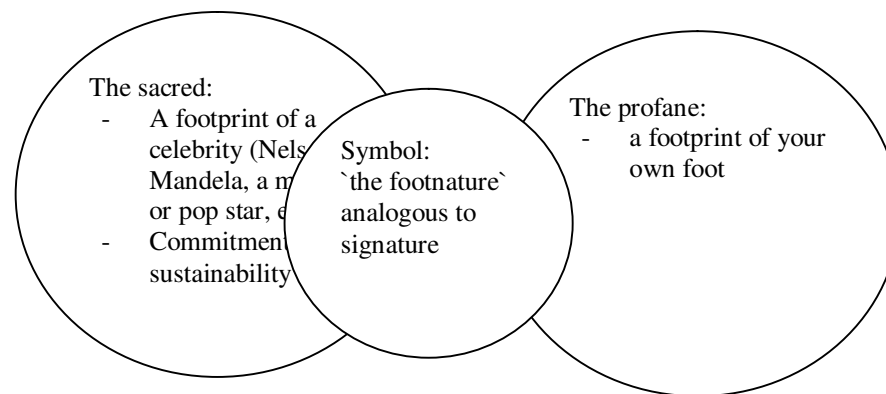 The sacred:
- A footprint of a
celebrity (Nels
Mandela, a m
or pop star, e
- Commitment
sustainability
Symbol:
`the footnature`
analogous to
signature
The profane:
- a footprint of your
own foot